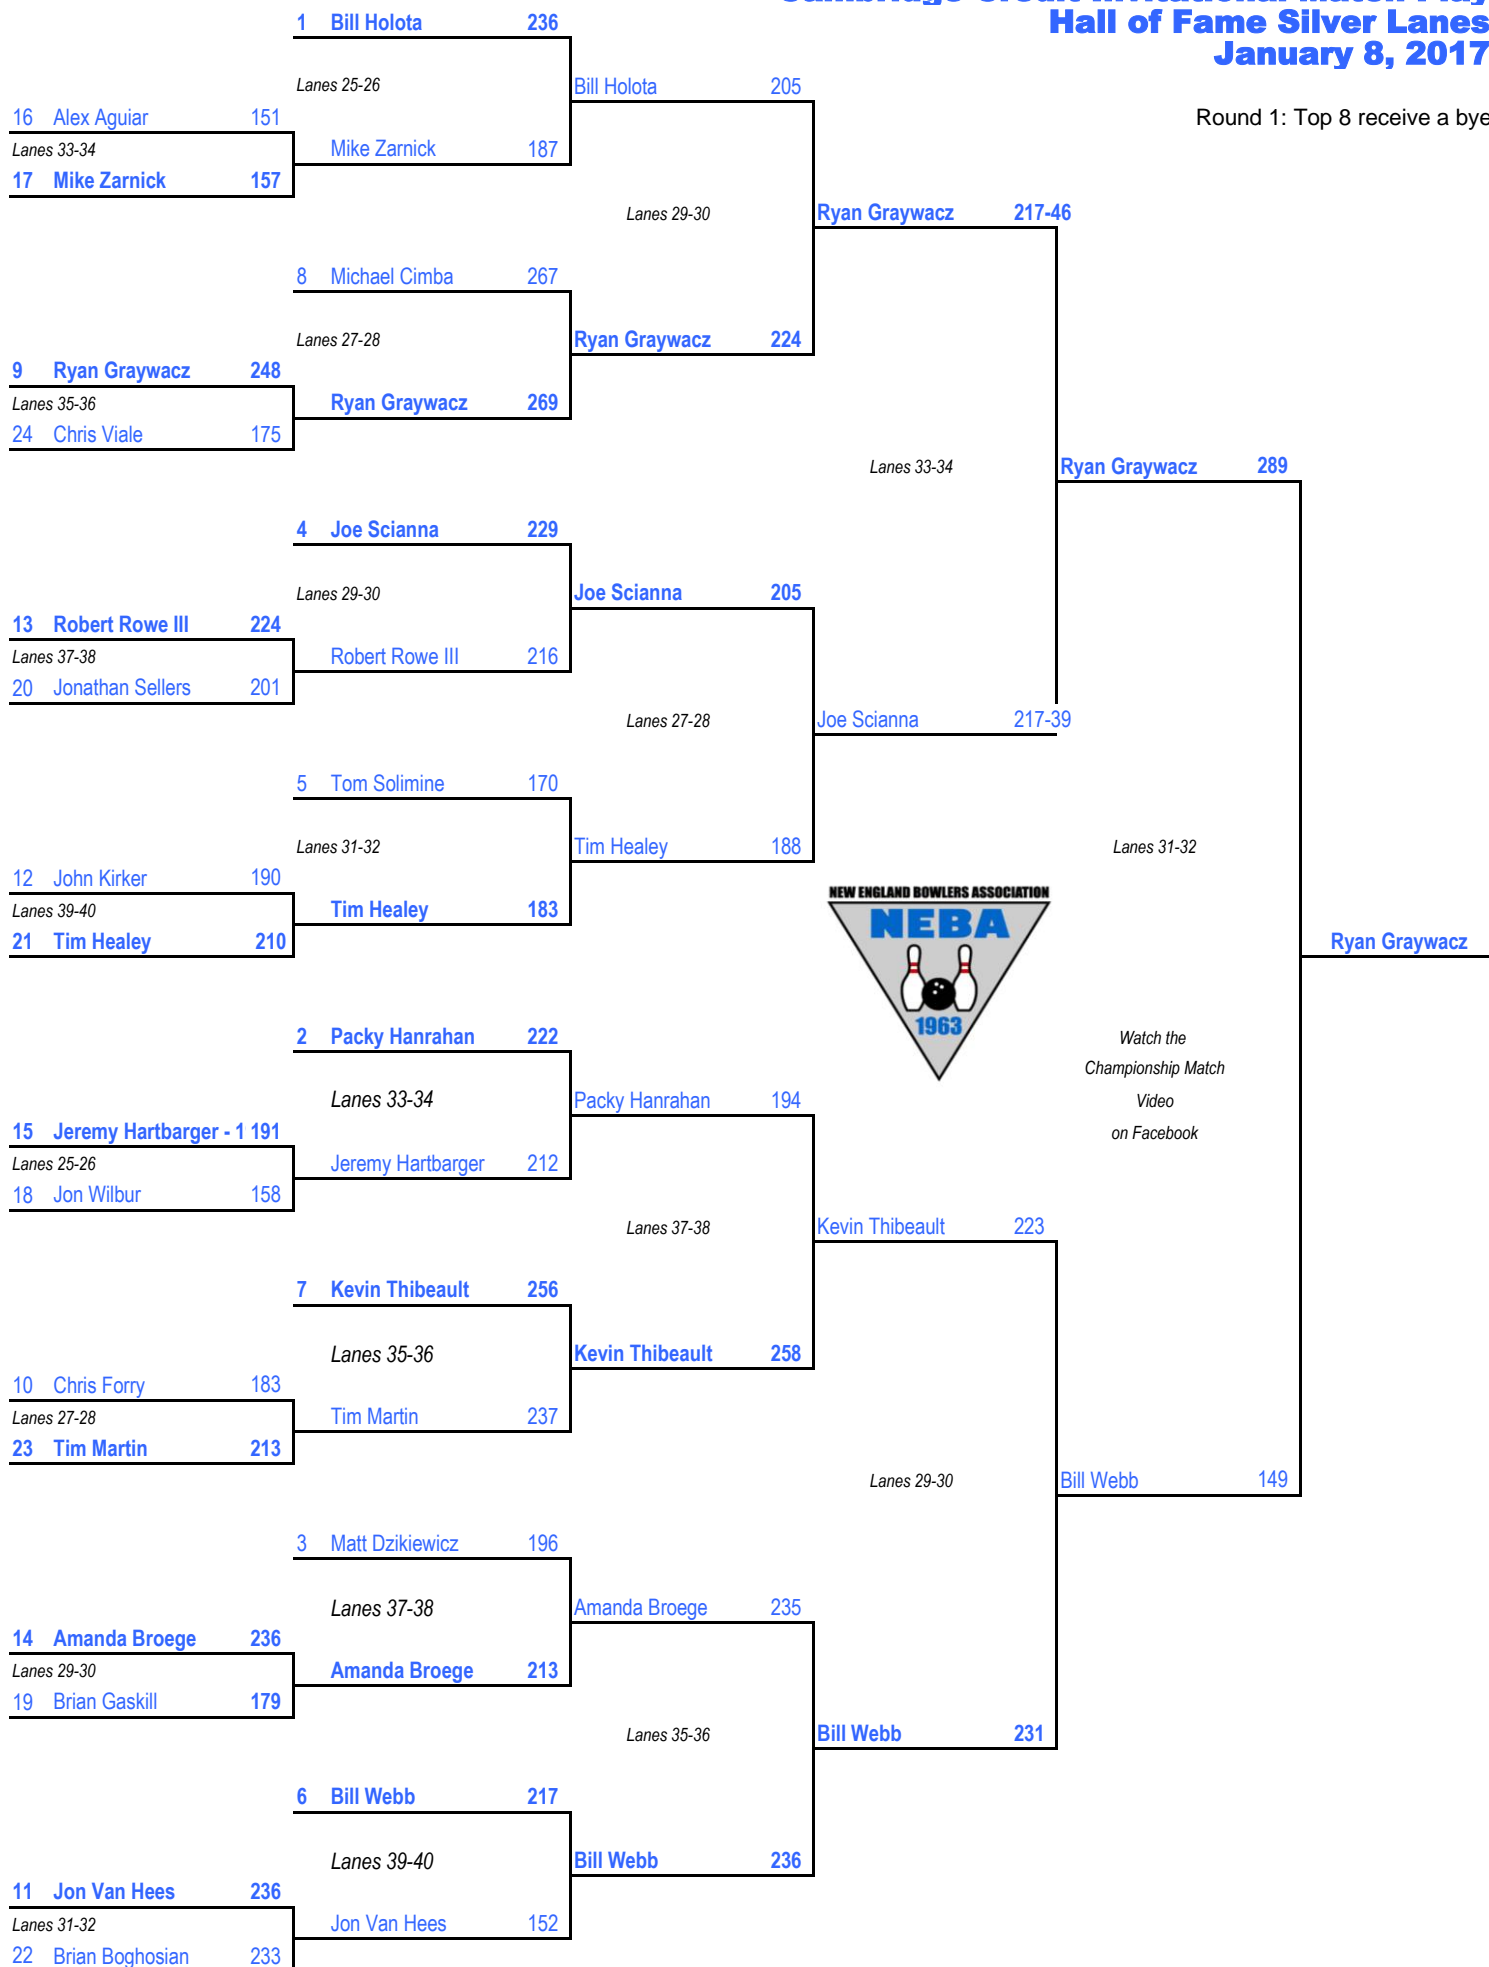 Hall of Fame Silver Lanes
January 8, 2017
Round 1: Top 8 receive a bye
1 Bill Holota 236
Lanes 25-26
Bill Holota 205
16 Alex Aguiar 151
Lanes 33-34
Mike Zarnick 187
17 Mike Zarnick 157
Lanes 29-30
Ryan Graywacz 217-46
8 Michael Cimba 267
Lanes 27-28
Ryan Graywacz 224
9 Ryan Graywacz 248
Lanes 35-36
Ryan Graywacz 269
24 Chris Viale 175
Lanes 33-34
Ryan Graywacz 289
4 Joe Scianna 229
Lanes 29-30
Joe Scianna 205
13 Robert Rowe III 224
Lanes 37-38
Robert Rowe III 216
20 Jonathan Sellers 201
Lanes 27-28
Joe Scianna 217-39
5 Tom Solimine 170
Lanes 31-32
Tim Healey 188
Lanes 31-32
12 John Kirker 190
Lanes 39-40
Tim Healey 183
21 Tim Healey 210
NEW ENGLAND BOWLERS ASSOCIATION
NEBA
1963
Ryan Graywacz
2 Packy Hanrahan 222
Watch the
Championship Match
Video
on Facebook
Lanes 33-34
Packy Hanrahan 194
15 Jeremy Hartbarger - 1 191
Lanes 25-26
Jeremy Hartbarger 212
18 Jon Wilbur 158
Lanes 37-38
Kevin Thibeault 223
7 Kevin Thibeault 256
Lanes 35-36
Kevin Thibeault 258
10 Chris Forry 183
Lanes 27-28
Tim Martin 237
23 Tim Martin 213
Lanes 29-30
Bill Webb 149
3 Matt Dzikiewicz 196
Lanes 37-38
Amanda Broege 235
14 Amanda Broege 236
Lanes 29-30
Amanda Broege 213
19 Brian Gaskill 179
Lanes 35-36
Bill Webb 231
6 Bill Webb 217
Lanes 39-40
Bill Webb 236
11 Jon Van Hees 236
Lanes 31-32
Jon Van Hees 152
22 Brian Boghosian 233